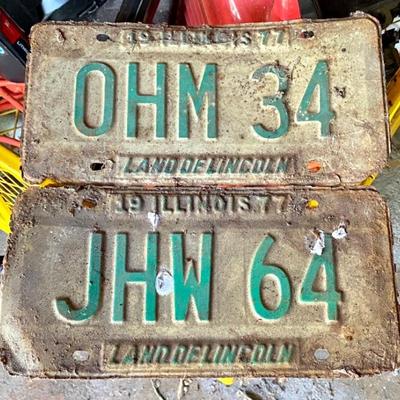 19 ILLINOIS 77
OHM 34
LAND OF LINCOLN
19 ILLINOIS 77
JHW 64
LAND OF LINCOLN